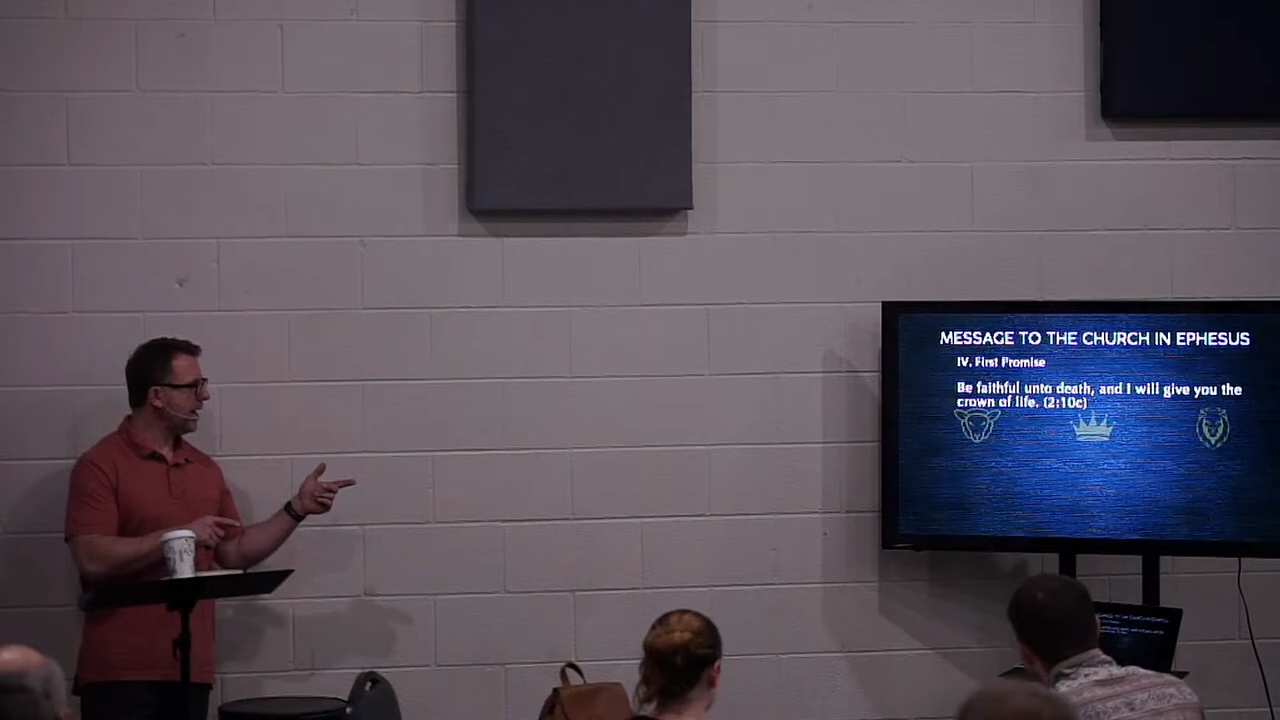 MESSAGE TO THE CHURCH IN EPHESUS
IV. First Promise
Be faithful unto death, and I will give you the
crown of life. (2:10c)